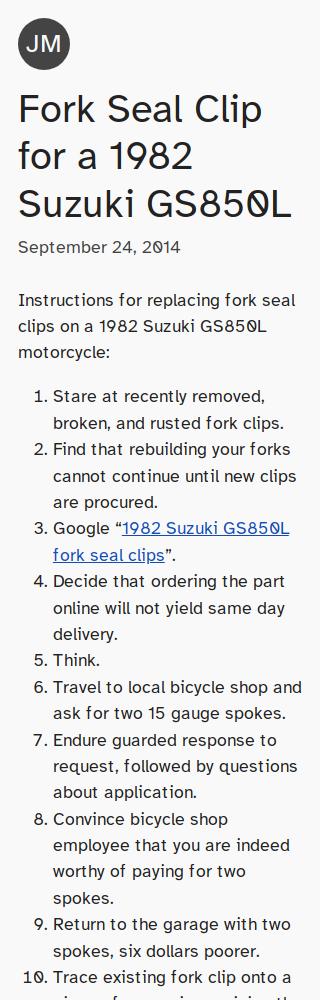 JM
Fork Seal Clip
for a 1982
Suzuki GS850L
September 24, 2014
Instructions for replacing fork seal
clips on a 1982 Suzuki GS850L
motorcycle:
1. Stare at recently removed,
broken, and rusted fork clips.
2. Find that rebuilding your forks
cannot continue until new clips
are procured.
3. Google “1982 Suzuki GS850L
fork seal clips”.
4. Decide that ordering the part
online will not yield same day
delivery.
5. Think.
6. Travel to local bicycle shop and
ask for two 15 gauge spokes.
7. Endure guarded response to
request, followed by questions
about application.
8. Convince bicycle shop
employee that you are indeed
worthy of paying for two
spokes.
9. Return to the garage with two
spokes, six dollars poorer.
10. Trace existing fork clip onto a